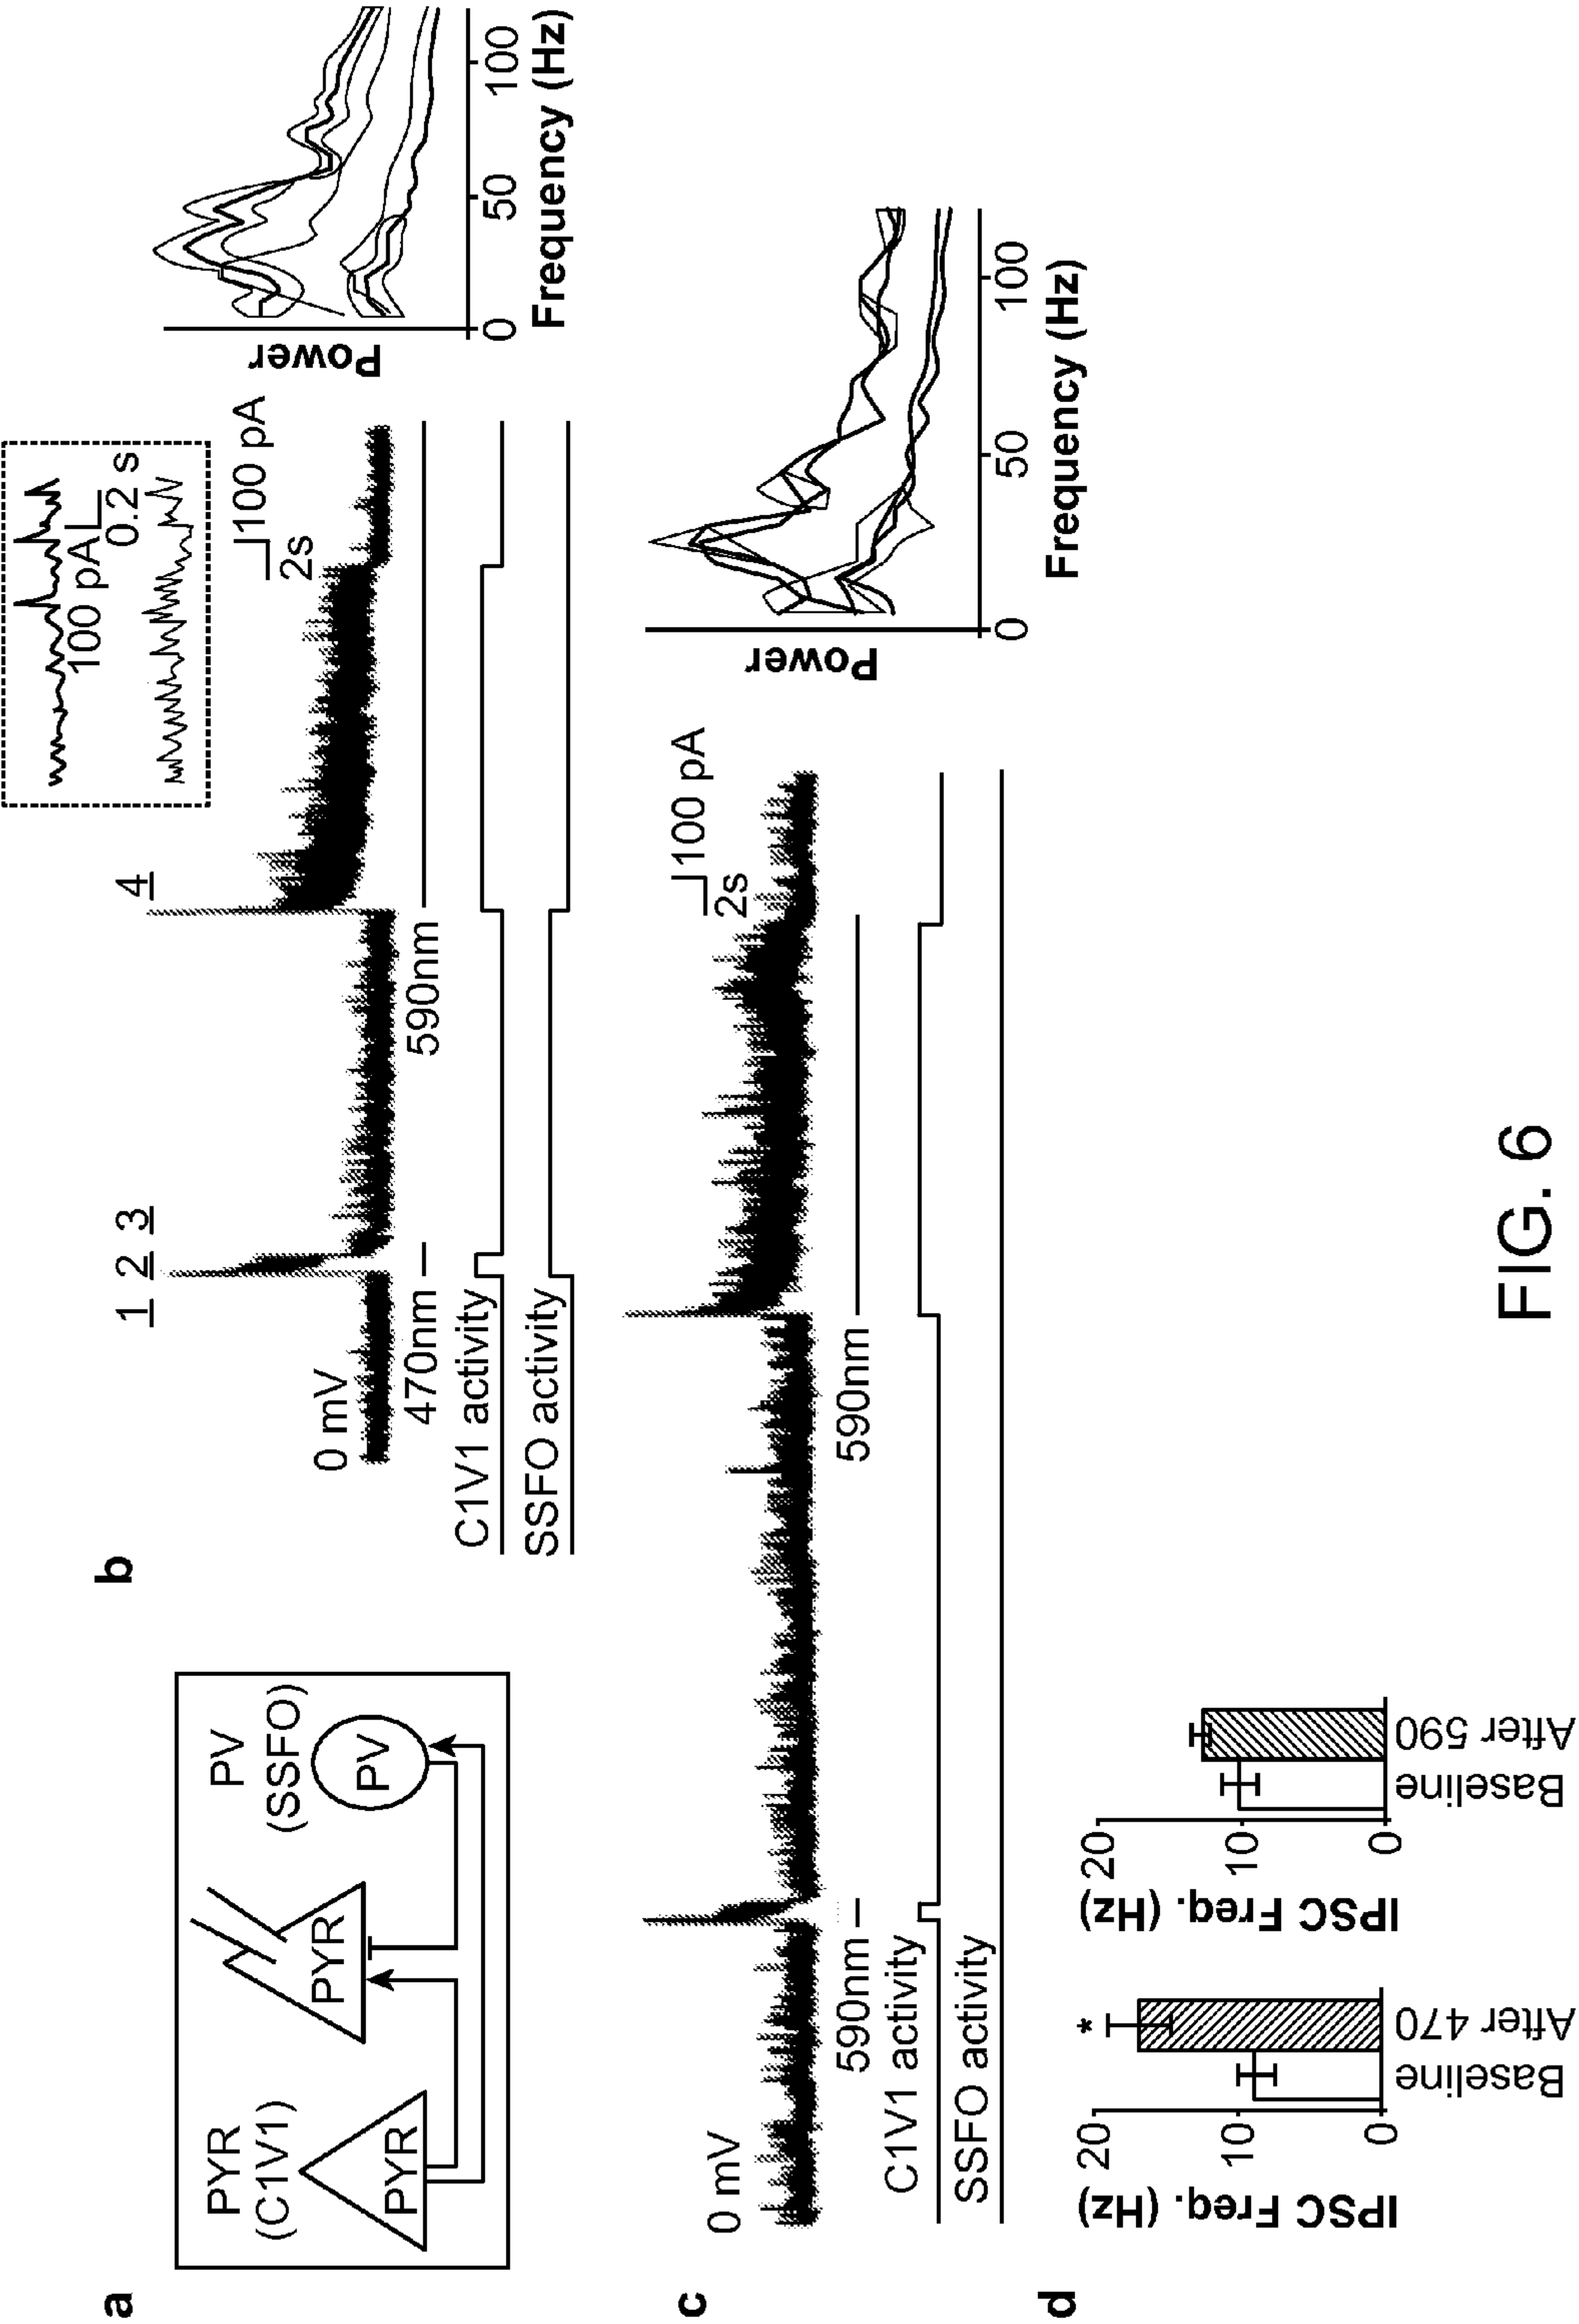 a
PYR
(C1V1)
PYR
PYR
PV
(SSFO)
PV
b
1 2 3 4
0 mV
470nm
590nm
C1V1 activity
SSFO activity
100 pA
0.2 s
100 pA
2s
Power
0 50 100
Frequency (Hz)
c
0 mV
590nm
590nm
C1V1 activity
SSFO activity
100 pA
2s
Power
0 50 100
Frequency (Hz)
d
IPSC Freq. (Hz)
20
10
0
*
Baseline
After 470
IPSC Freq. (Hz)
20
10
0
Baseline
After 590
FIG. 6